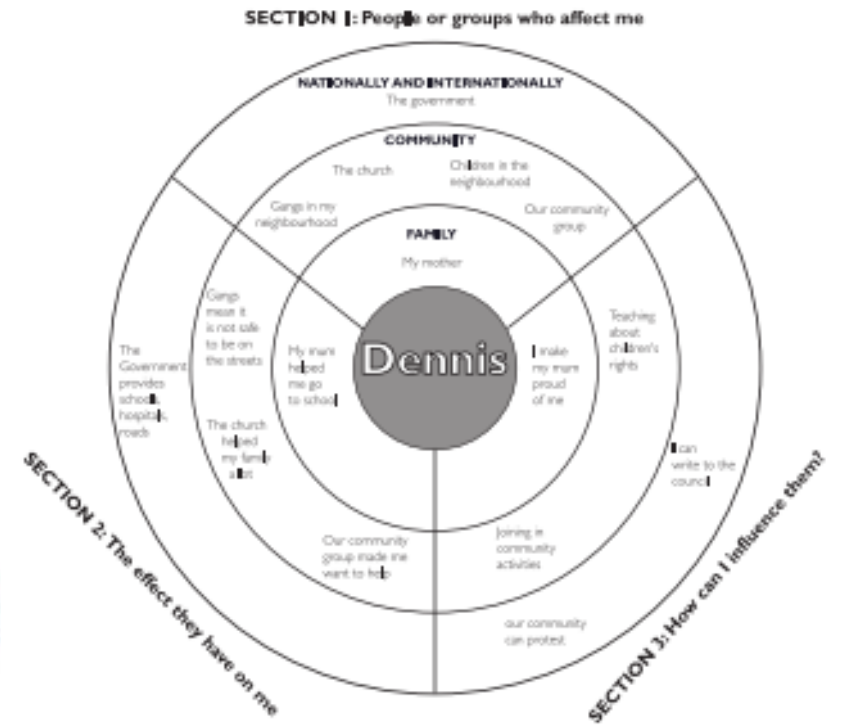 SECTION 1: People or groups who affect me
NATIONALLY AND INTERNATIONALLY
The government
COMMUNITY
The church
Children in the
neighbourhood
Gangs in my
neighbourhood
Our community
group
FAMILY
My mother
Dennis
SECTION 2: The effect they have on me
The
Government
provides
schools,
hospitals,
roads
Gangs
mean it
is not safe
to be on
the streets
The church
helped
my family
a lot
Our community
group made me
want to help
My mum
helped
me go
to school
SECTION 3: How can I influence them?
I make
my mum
proud
of me
Teaching
about
children's
rights
Joining in
community
activities
I can
write to the
council
our community
can protest